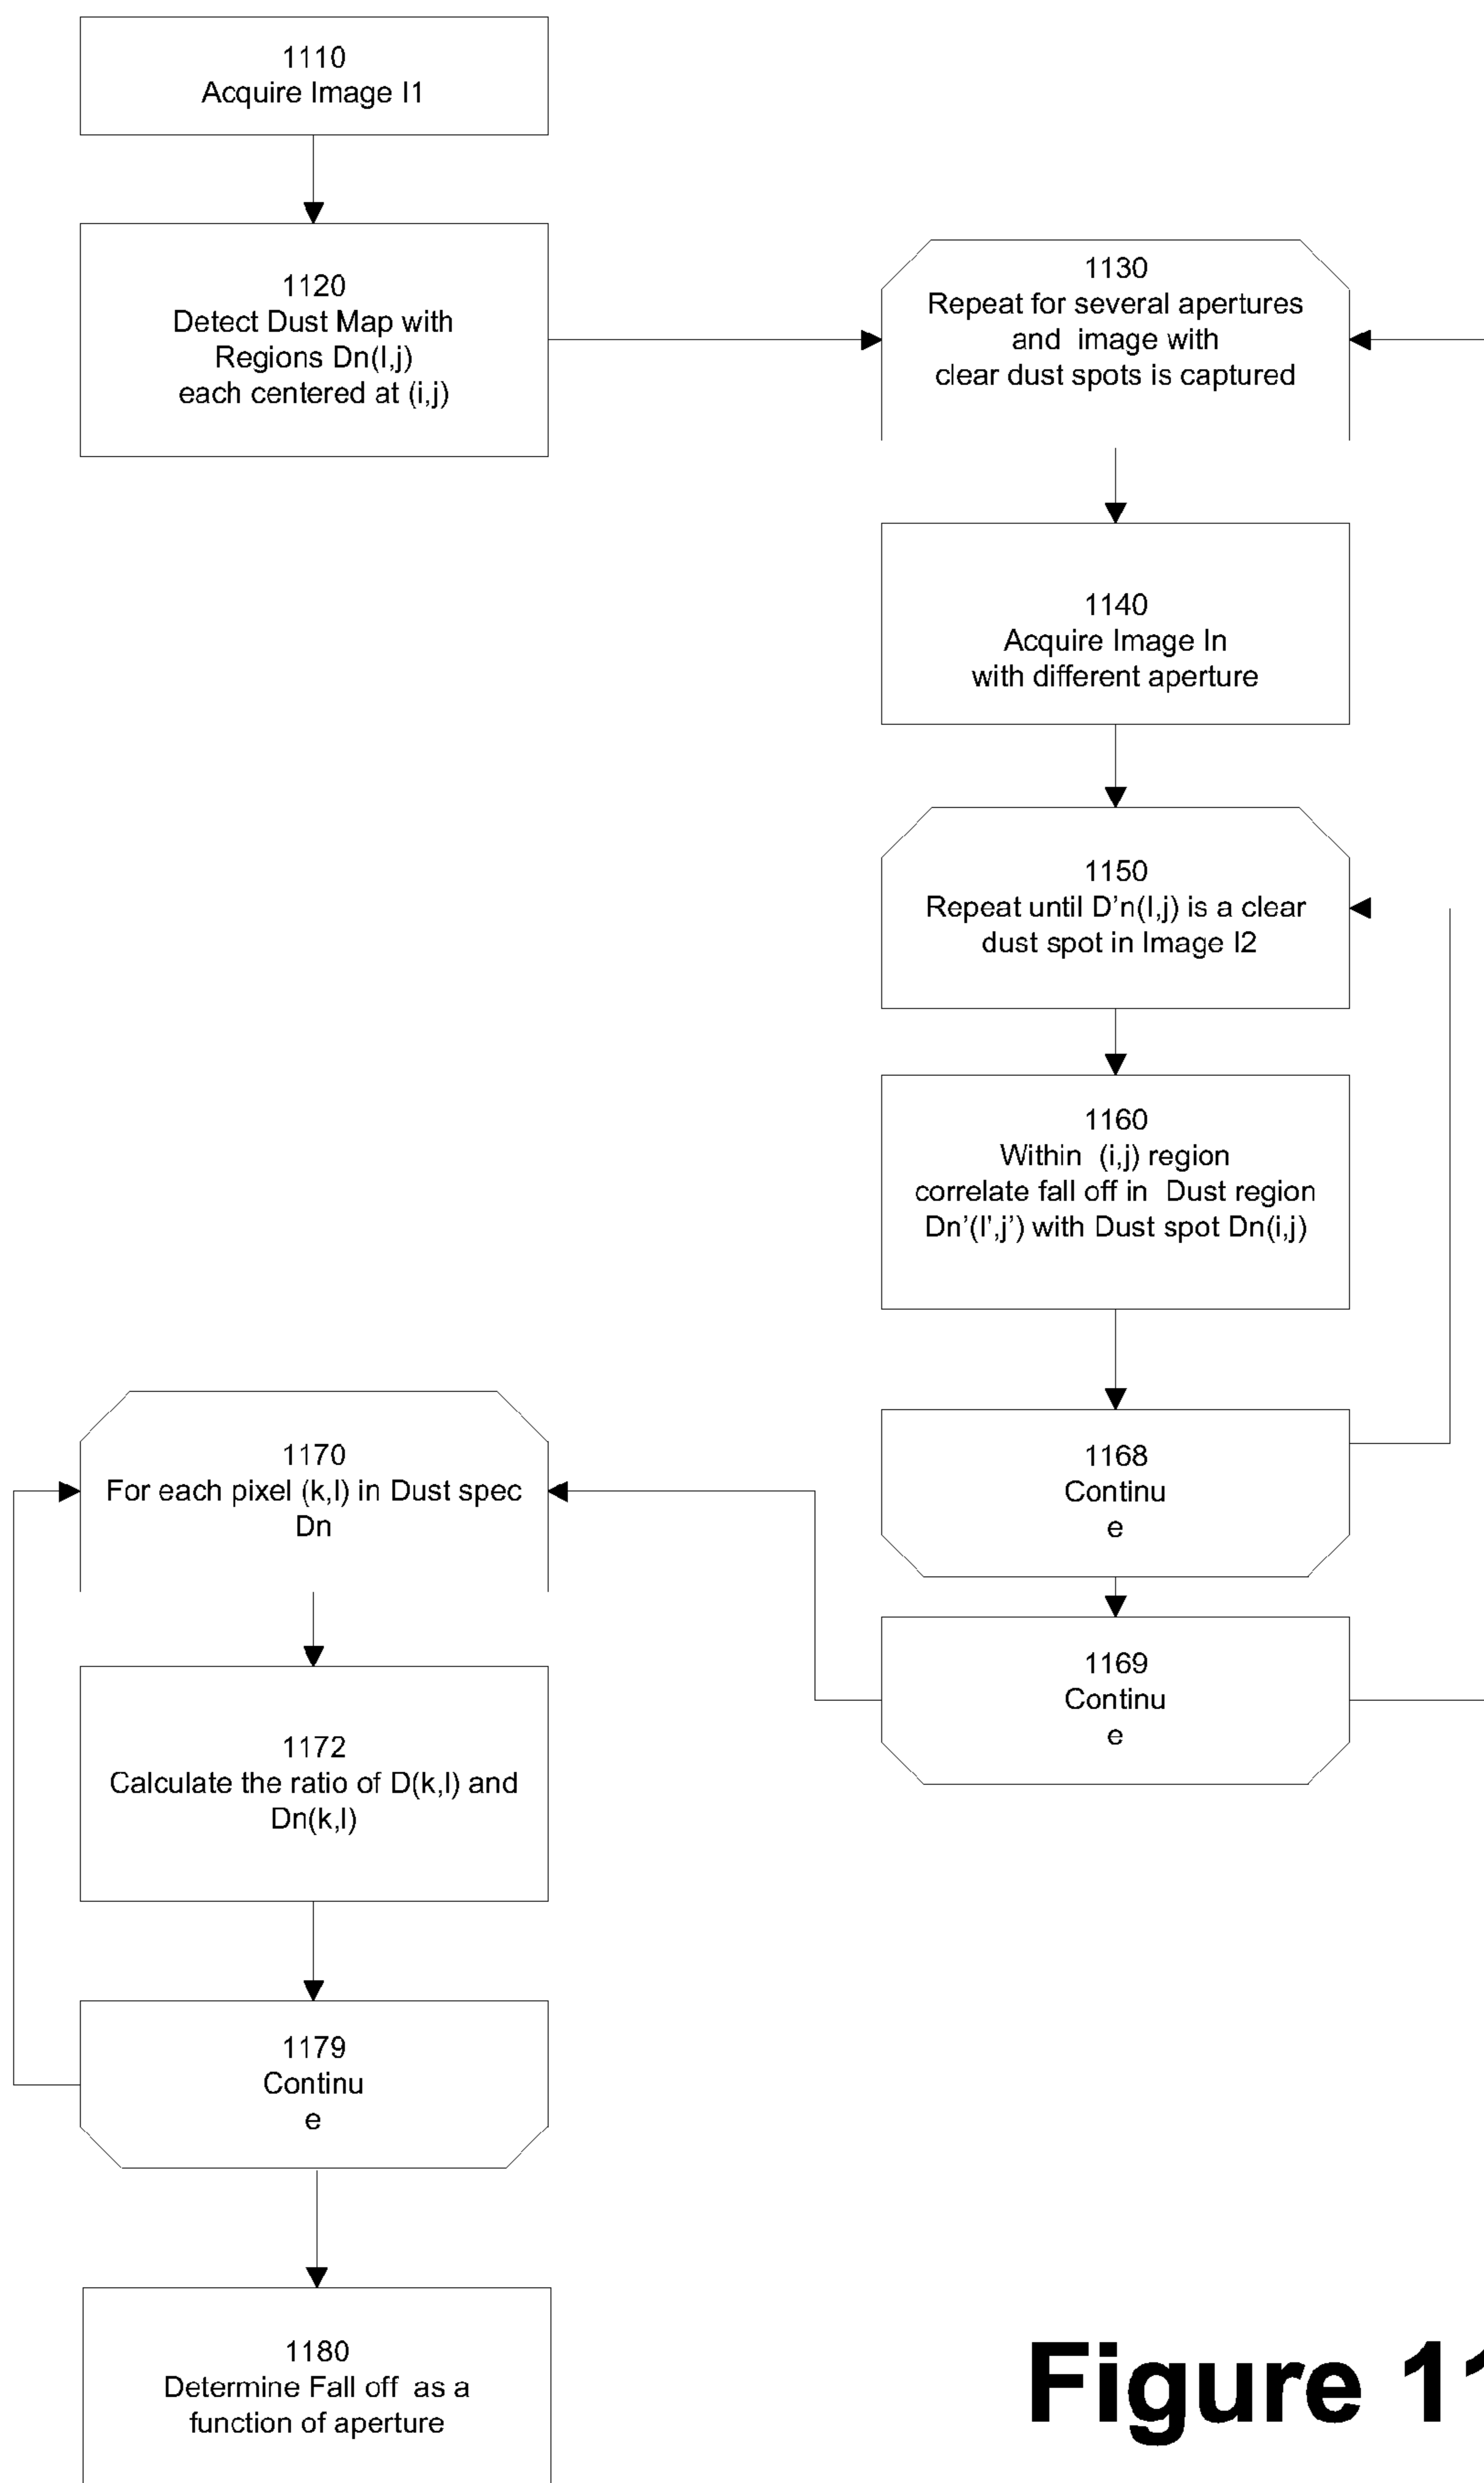 1110
Acquire Image I1
1120
Detect Dust Map with
Regions Dn(I,j)
each centered at (i,j)
1130
Repeat for several apertures
and image with
clear dust spots is captured
1140
Acquire Image In
with different aperture
1150
Repeat until D'n(I,j) is a clear
dust spot in Image I2
1160
Within (i,j) region
correlate fall off in Dust region
Dn'(I',j') with Dust spot Dn(i,j)
1168
Continu
e
1169
Continu
e
1170
For each pixel (k,l) in Dust spec
Dn
1172
Calculate the ratio of D(k,l) and
Dn(k,l)
1179
Continu
e
1180
Determine Fall off as a
function of aperture
Figure 11